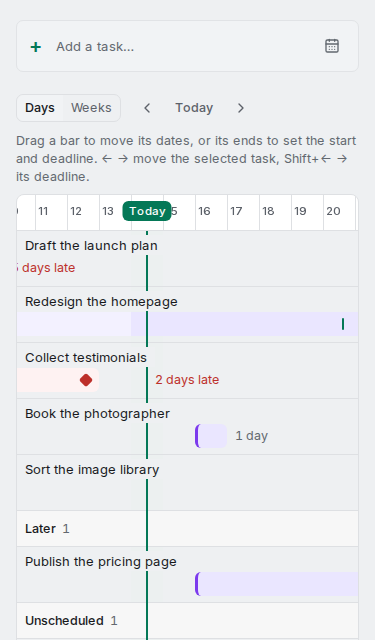 Add a task...
Days Weeks Today
Drag a bar to move its dates, or its ends to set the start
and deadline. ← → move the selected task, Shift+← →
its deadline.
11 12 13 Today 5 16 17 18 19 20
Draft the launch plan
days late
Redesign the homepage
Collect testimonials
2 days late
Book the photographer
1 day
Sort the image library
Later 1
Publish the pricing page
Unscheduled 1